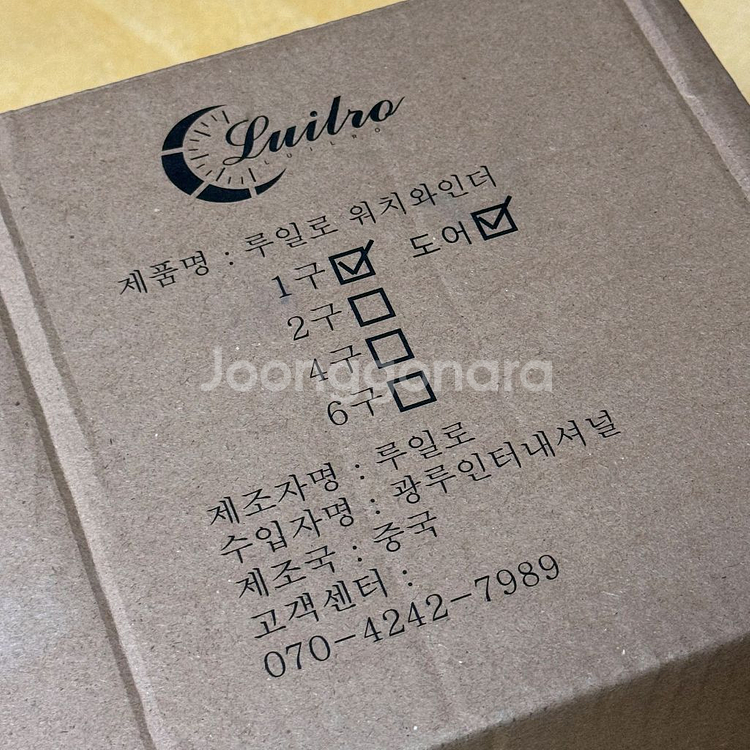 Luilro
LUILRO
제품명 : 루일로 워치와인더
1구 ☑ 도어 ☑
2구 ☐
4구 ☐
6구 ☐
제조자명 : 루일로
수입자명 : 광루인터내셔널
제조국 : 중국
고객센터 :
070-4242-7989
Joonggonara